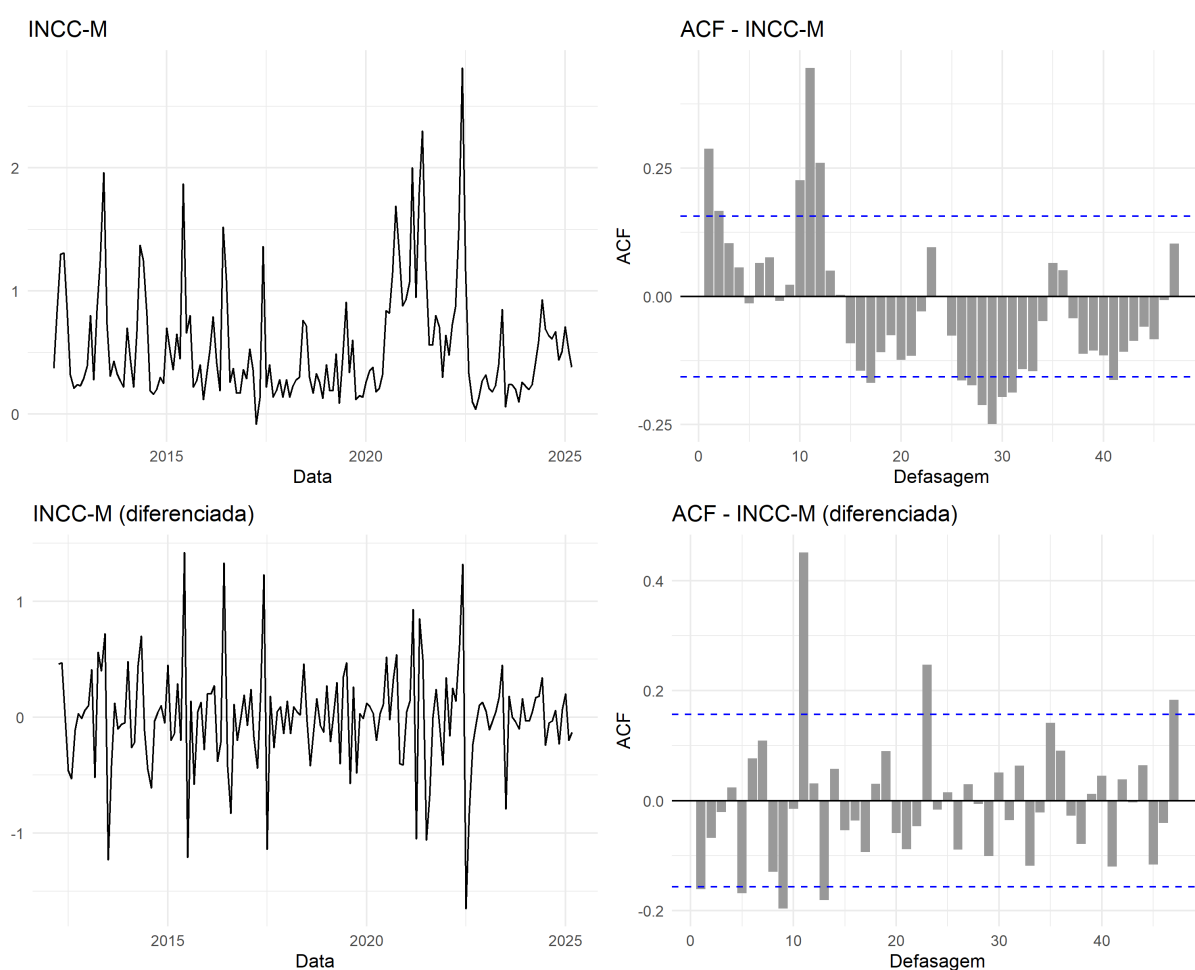 INCC-M
2
1
0
2015
2020
2025
Data
ACF - INCC-M
ACF
0.25
0.00
-0.25
0
10
20
30
40
Defasagem
INCC-M (diferenciada)
1
0
-1
2015
2020
2025
Data
ACF - INCC-M (diferenciada)
ACF
0.4
0.2
0.0
-0.2
0
10
20
30
40
Defasagem